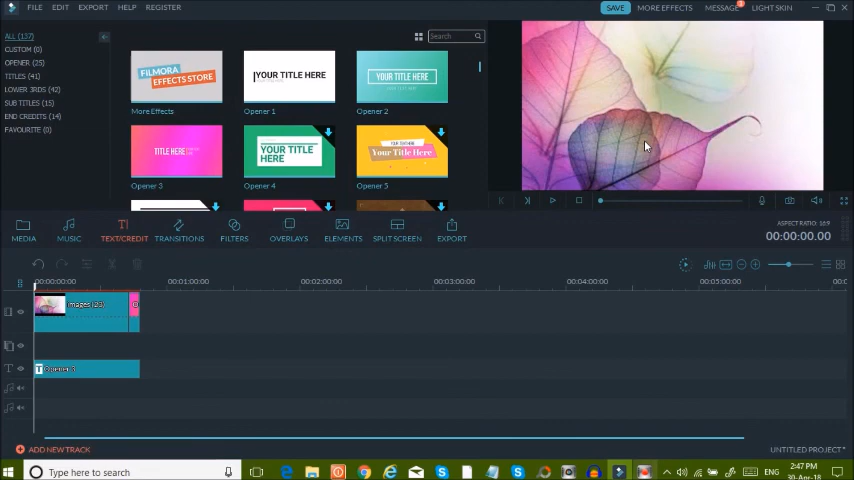 FILE EDIT EXPORT HELP REGISTER
SAVE MORE EFFECTS MESSAGE LIGHT SKIN
ALL (137)
CUSTOM (0)
OPENER (25)
TITLES (41)
LOWER 3RDS (42)
SUB TITLES (15)
END CREDITS (14)
FAVOURITE (0)
Search
FILMORA
EFFECTS STORE
More Effects
YOUR TITLE HERE
Opener 1
YOUR TITLE HERE
Opener 2
TITLE HERE
Opener 3
YOUR TITLE
HERE
Opener 4
Your Title Here
Opener 5
MEDIA MUSIC TEXT/CREDIT TRANSITIONS FILTERS OVERLAYS ELEMENTS SPLIT SCREEN EXPORT
ASPECT RATIO: 16:9
00:00:00.00
00:00:00:00 00:01:00:00 00:02:00:00 00:03:00:00 00:04:00:00 00:05:00:00
Opener 3
ADD NEW TRACK
UNTITLED PROJECT*
Type here to search
ENG
2:47 PM
30-Apr-18